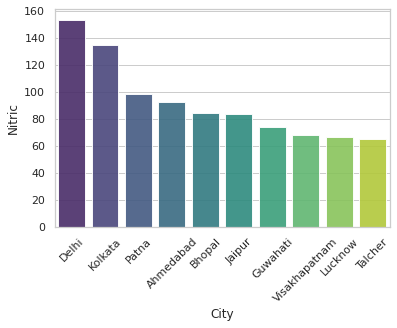 160
140
120
100
80
60
40
20
0
Nitric
Delhi
Kolkata
Patna
Ahmedabad
Bhopal
Jaipur
Guwahati
Visakhapatnam
Lucknow
Talcher
City